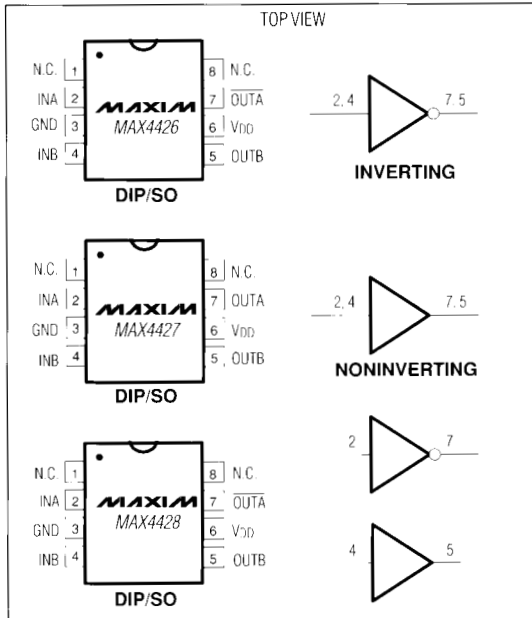 TOP VIEW
N.C. 1 8 N.C.
INA 2 MAXIM 7 OUTA
GND 3 MAX4426 6 VDD
INB 4 5 OUTB
DIP/SO
2, 4 7, 5
INVERTING
N.C. 1 8 N.C.
INA 2 MAXIM 7 OUTA
GND 3 MAX4427 6 VDD
INB 4 5 OUTB
DIP/SO
2, 4 7, 5
NONINVERTING
N.C. 1 8 N.C.
INA 2 MAXIM 7 OUTA
GND 3 MAX4428 6 VDD
INB 4 5 OUTB
DIP/SO
2 7
4 5